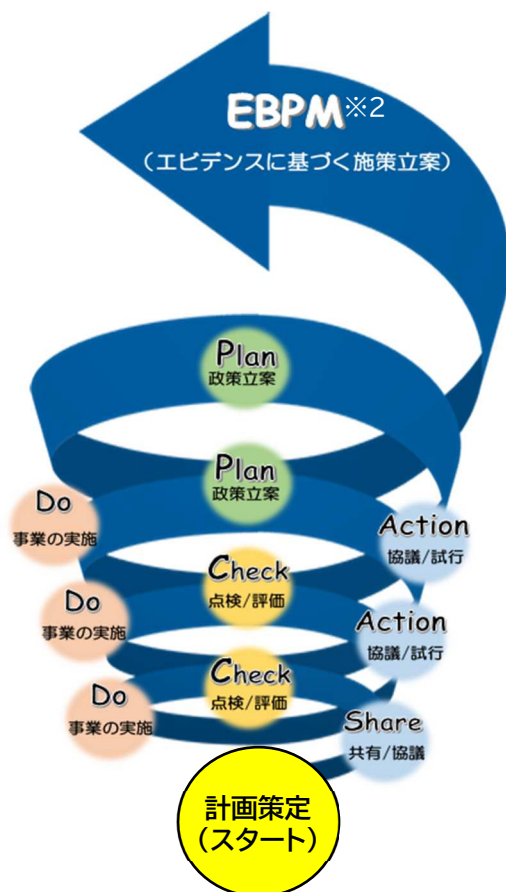 EBPM※2
(エビデンスに基づく施策立案)
Plan
政策立案
Plan
政策立案
Do
事業の実施
Action
協議/試行
Check
点検/評価
Do
事業の実施
Action
協議/試行
Check
点検/評価
Do
事業の実施
Share
共有/協議
計画策定
(スタート)